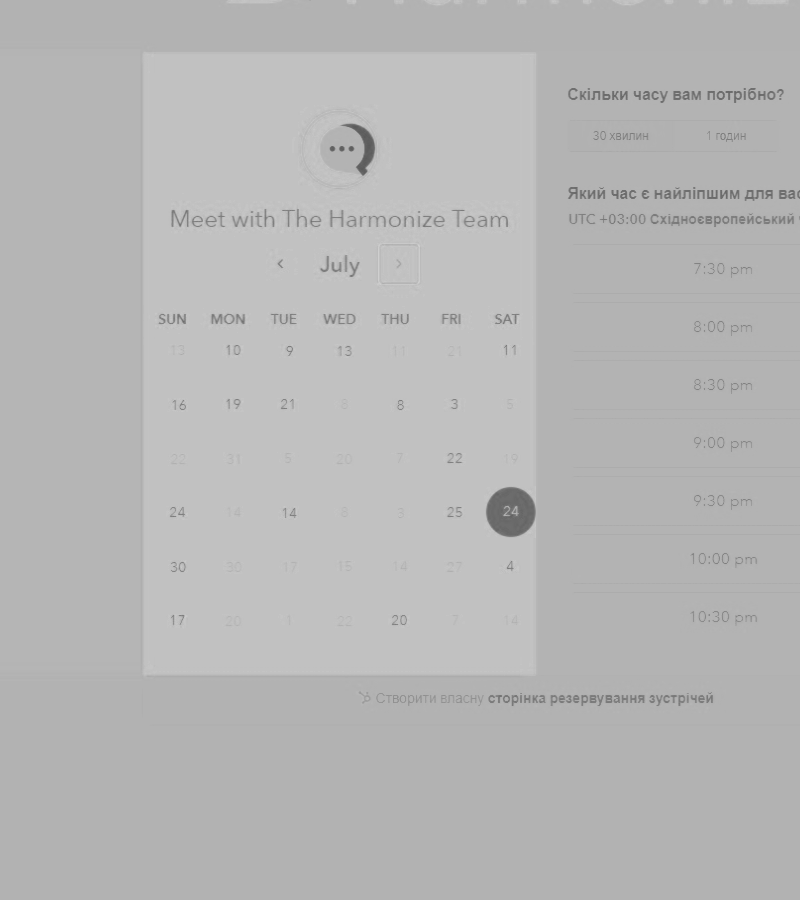 Meet with The Harmonize Team
July
SUN MON TUE WED THU FRI SAT
13 10 9 13 11 21 11
16 19 21 8 8 3 5
22 31 5 20 7 22 19
24 14 14 8 3 25 24
30 30 17 15 14 27 4
17 20 1 22 20 7 14
Скільки часу вам потрібно?
30 хвилин 1 годин
Який час є найліпшим для вас
UTC +03:00 Східноєвропейський
7:30 pm
8:00 pm
8:30 pm
9:00 pm
9:30 pm
10:00 pm
10:30 pm
Створити власну сторінка резервування зустрічей